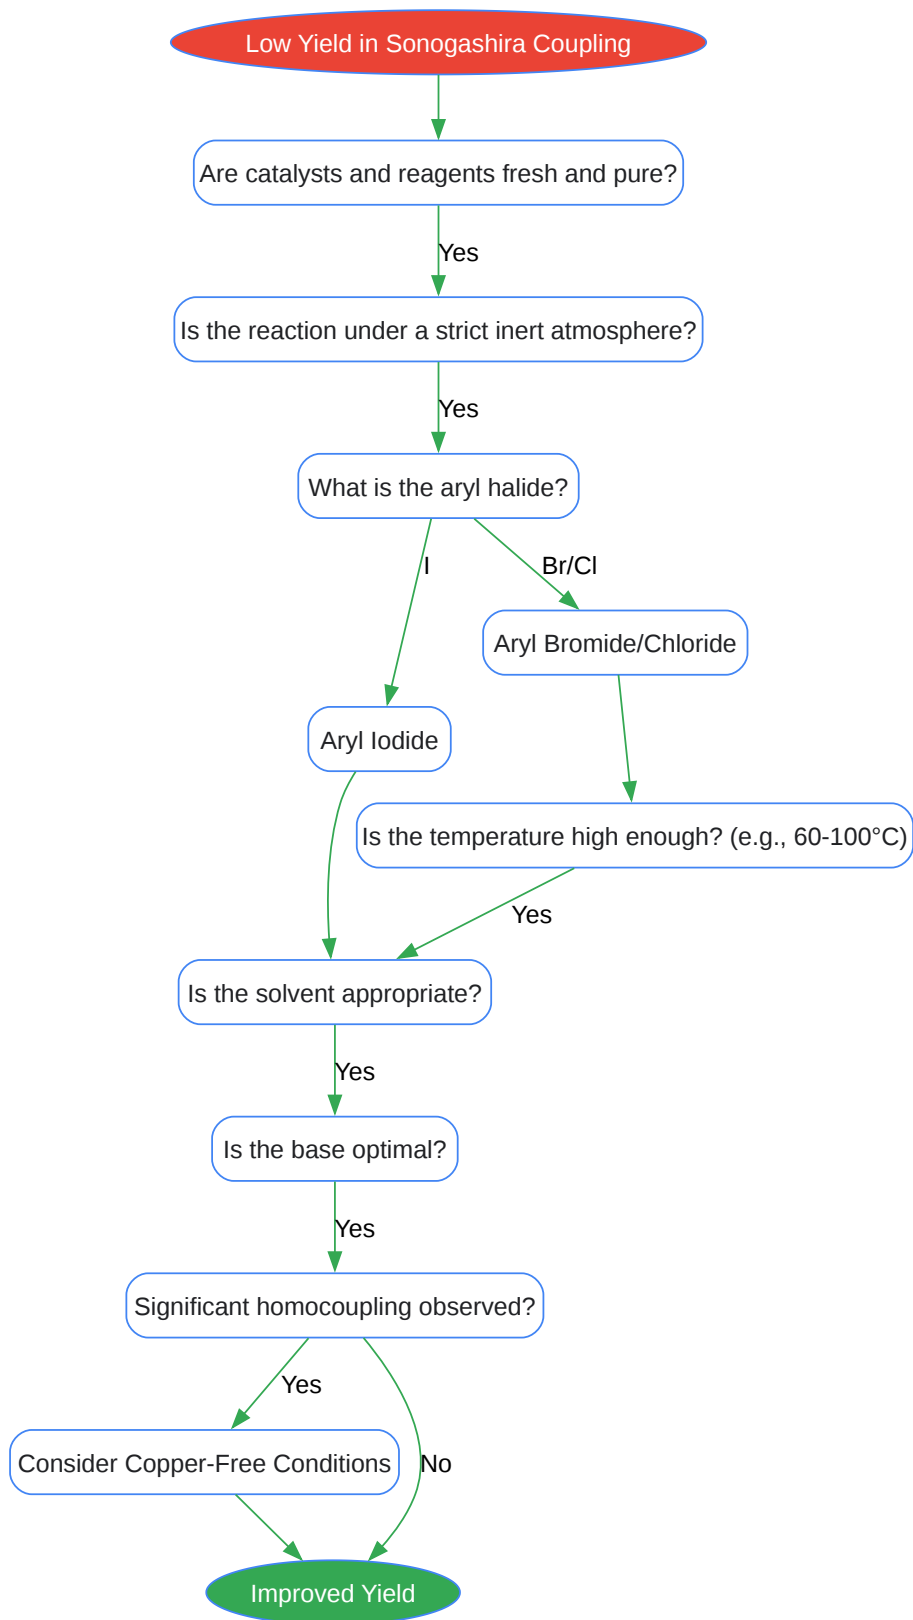 Low Yield in Sonogashira Coupling
Are catalysts and reagents fresh and pure?
Yes
Is the reaction under a strict inert atmosphere?
Yes
What is the aryl halide?
I
Br/Cl
Aryl Bromide/Chloride
Aryl Iodide
Is the temperature high enough? (e.g., 60-100°C)
Yes
Is the solvent appropriate?
Yes
Is the base optimal?
Yes
Significant homocoupling observed?
Yes
Consider Copper-Free Conditions
No
Improved Yield